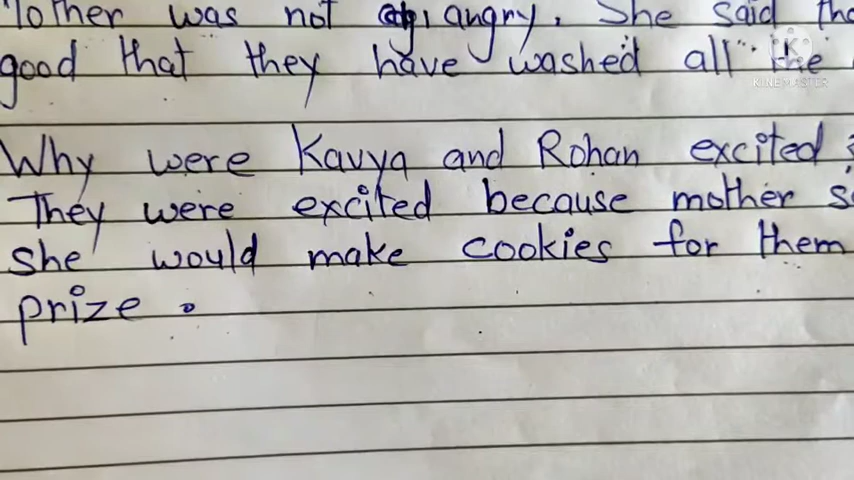 Mother was not angry. She said
good that they have washed all the
Why were Kavya and Rohan excited
They were excited because mother
she would make cookies for them
prize.
KINEMASTER